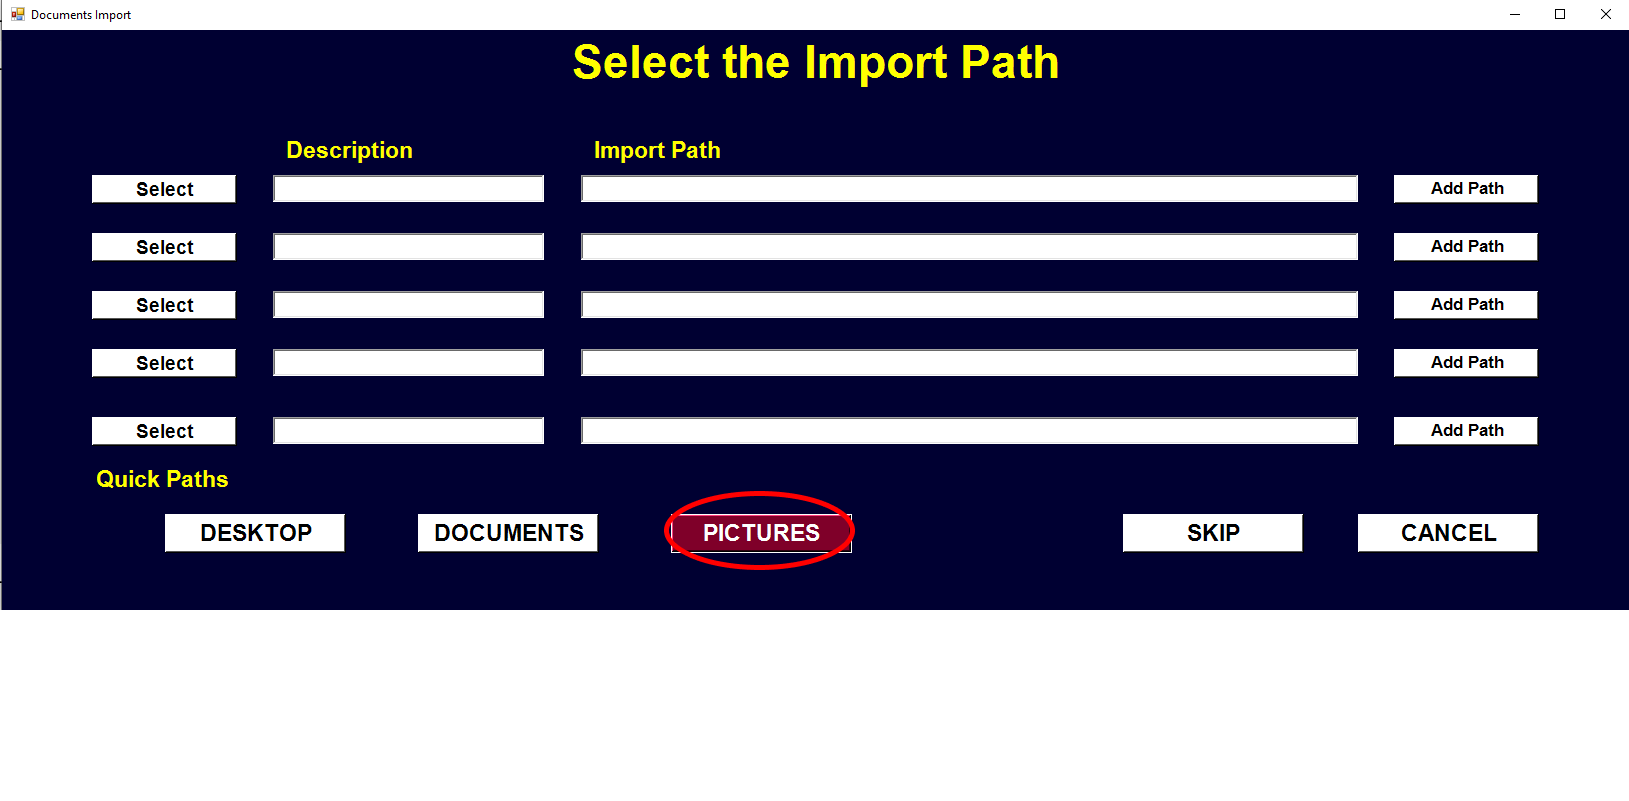 Documents Import
Select the Import Path
Description Import Path
Select Add Path
Select Add Path
Select Add Path
Select Add Path
Select Add Path
Quick Paths
DESKTOP DOCUMENTS PICTURES SKIP CANCEL